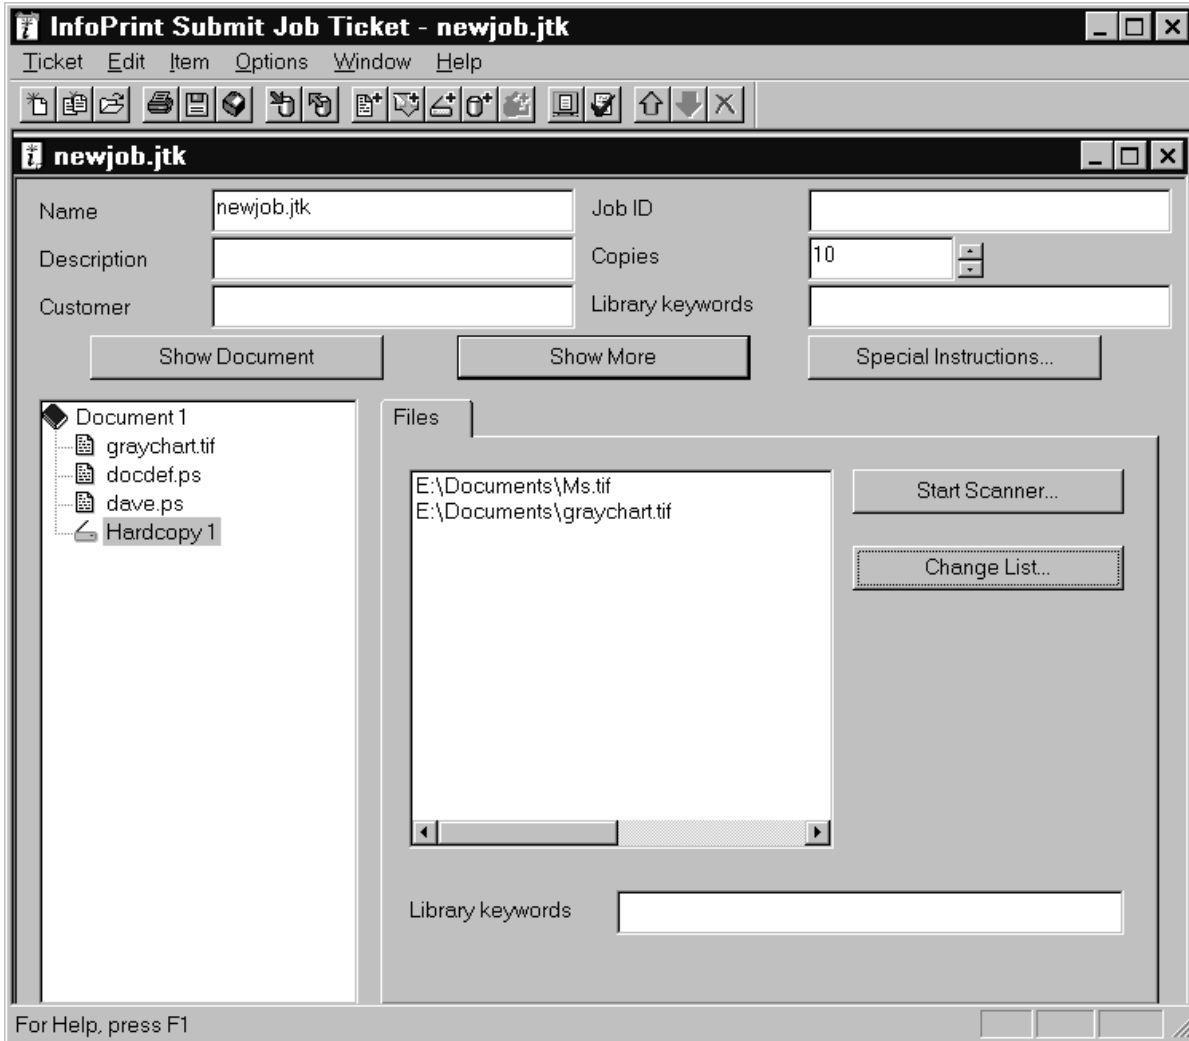 InfoPrint Submit Job Ticket - newjob.jtk
Ticket Edit Item Options Window Help
newjob.jtk
Name newjob.jtk Job ID
Description Copies 10
Customer Library keywords
Show Document Show More Special Instructions...
Document 1
graychart.tif
docdef.ps
dave.ps
Hardcopy 1
Files
E:\Documents\Ms.tif
E:\Documents\graychart.tif
Start Scanner...
Change List...
Library keywords
For Help, press F1